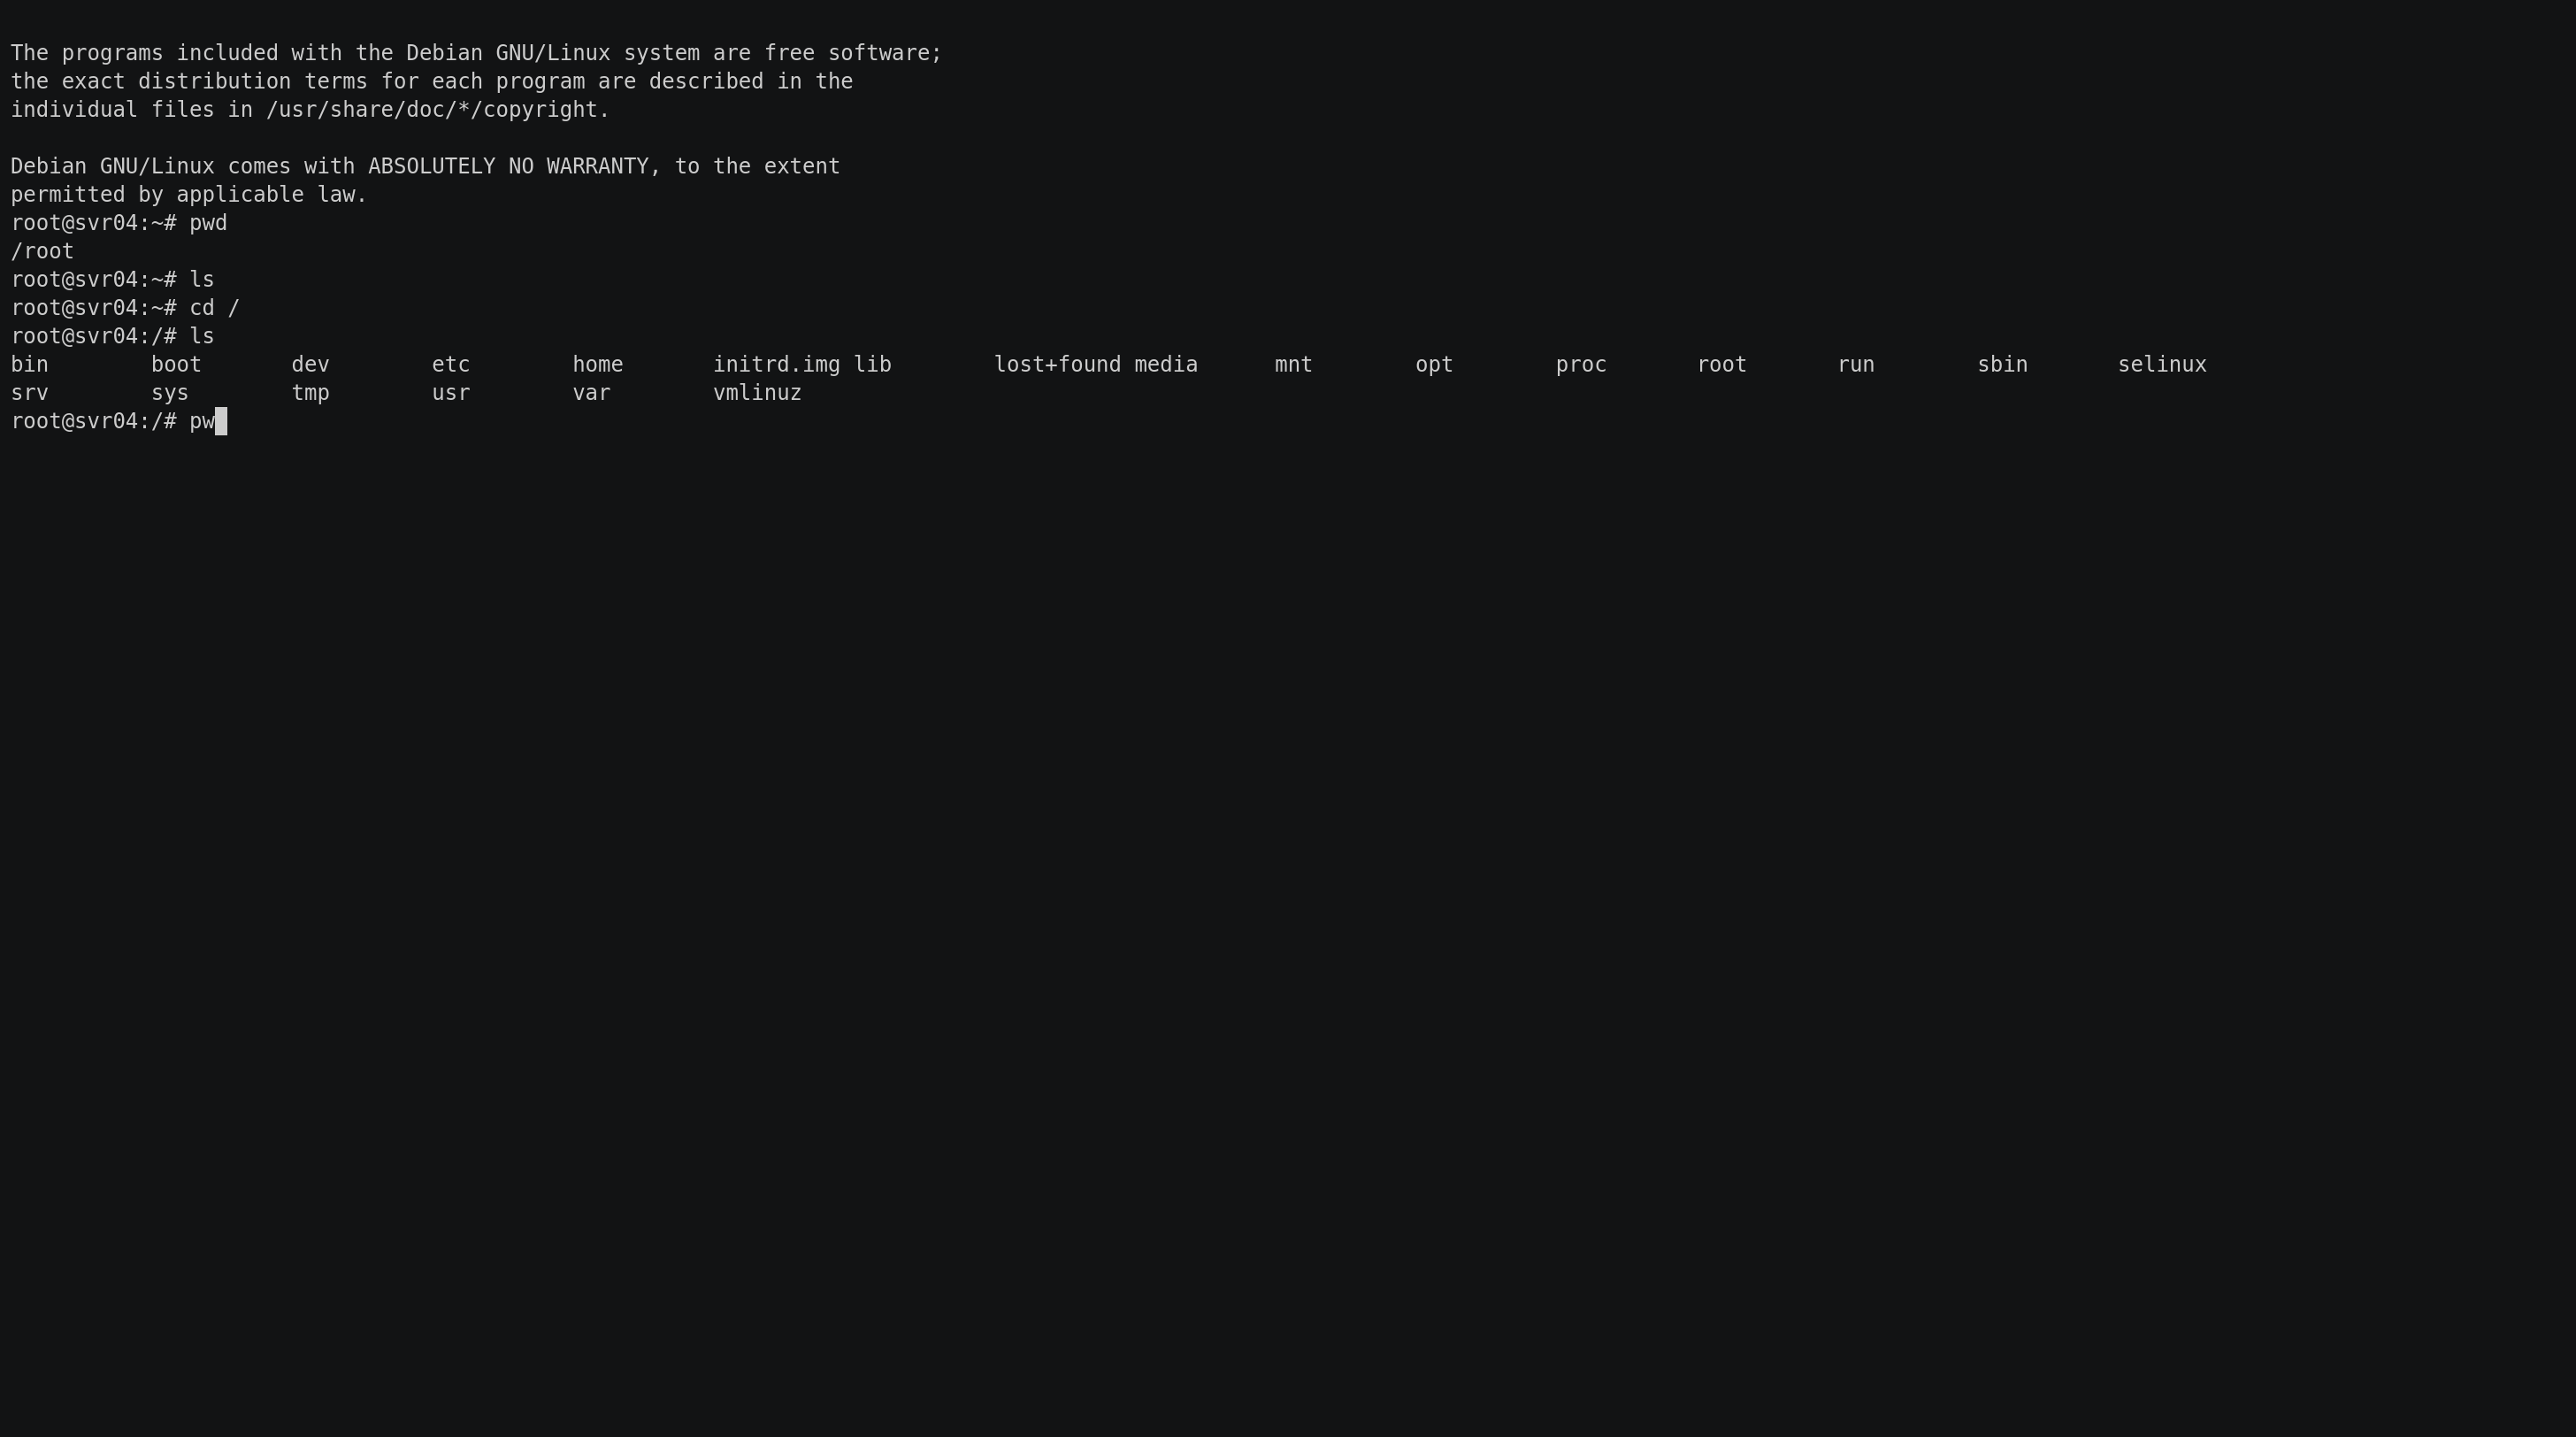 The programs included with the Debian GNU/Linux system are free software;
the exact distribution terms for each program are described in the
individual files in /usr/share/doc/*/copyright.

Debian GNU/Linux comes with ABSOLUTELY NO WARRANTY, to the extent
permitted by applicable law.
root@svr04:~# pwd
/root
root@svr04:~# ls
root@svr04:~# cd /
root@svr04:/# ls
bin        boot       dev        etc        home       initrd.img lib        lost+found media      mnt        opt        proc       root       run        sbin       selinux
srv        sys        tmp        usr        var        vmlinuz
root@svr04:/# pw